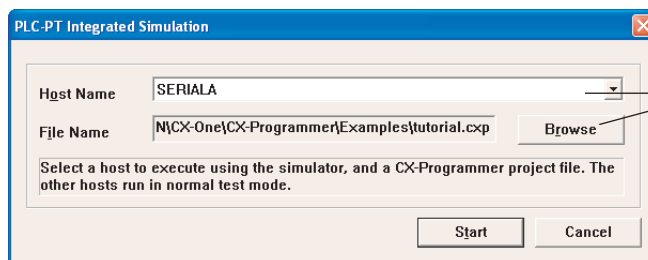 PLC-PT Integrated Simulation
Host Name SERIALA
File Name N\CX-One\CX-Programmer\Examples\tutorial.cxp Browse
Select a host to execute using the simulator, and a CX-Programmer project file. The
other hosts run in normal test mode.
Start Cancel